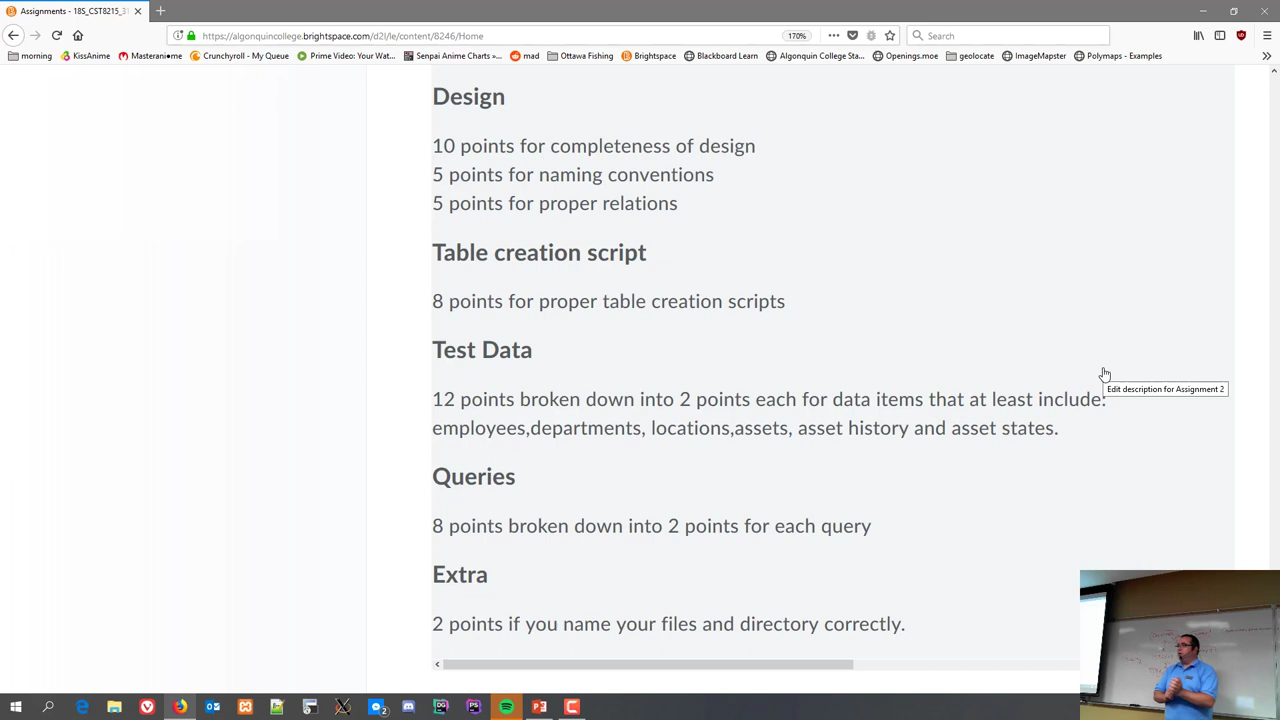 Assignments - 18S_CST8215_31
https://algonquincollege.brightspace.com/d2l/le/content/8246/Home
170%
Search
morning
KissAnime
Masterani•me
Crunchyroll - My Queue
Prime Video: Your Wat...
Senpai Anime Charts »...
mad
Ottawa Fishing
Brightspace
Blackboard Learn
Algonquin College Sta...
Openings.moe
geolocate
ImageMapster
Polymaps - Examples
Design
10 points for completeness of design
5 points for naming conventions
5 points for proper relations
Table creation script
8 points for proper table creation scripts
Test Data
Edit description for Assignment 2
12 points broken down into 2 points each for data items that at least include:
employees,departments, locations,assets, asset history and asset states.
Queries
8 points broken down into 2 points for each query
Extra
2 points if you name your files and directory correctly.